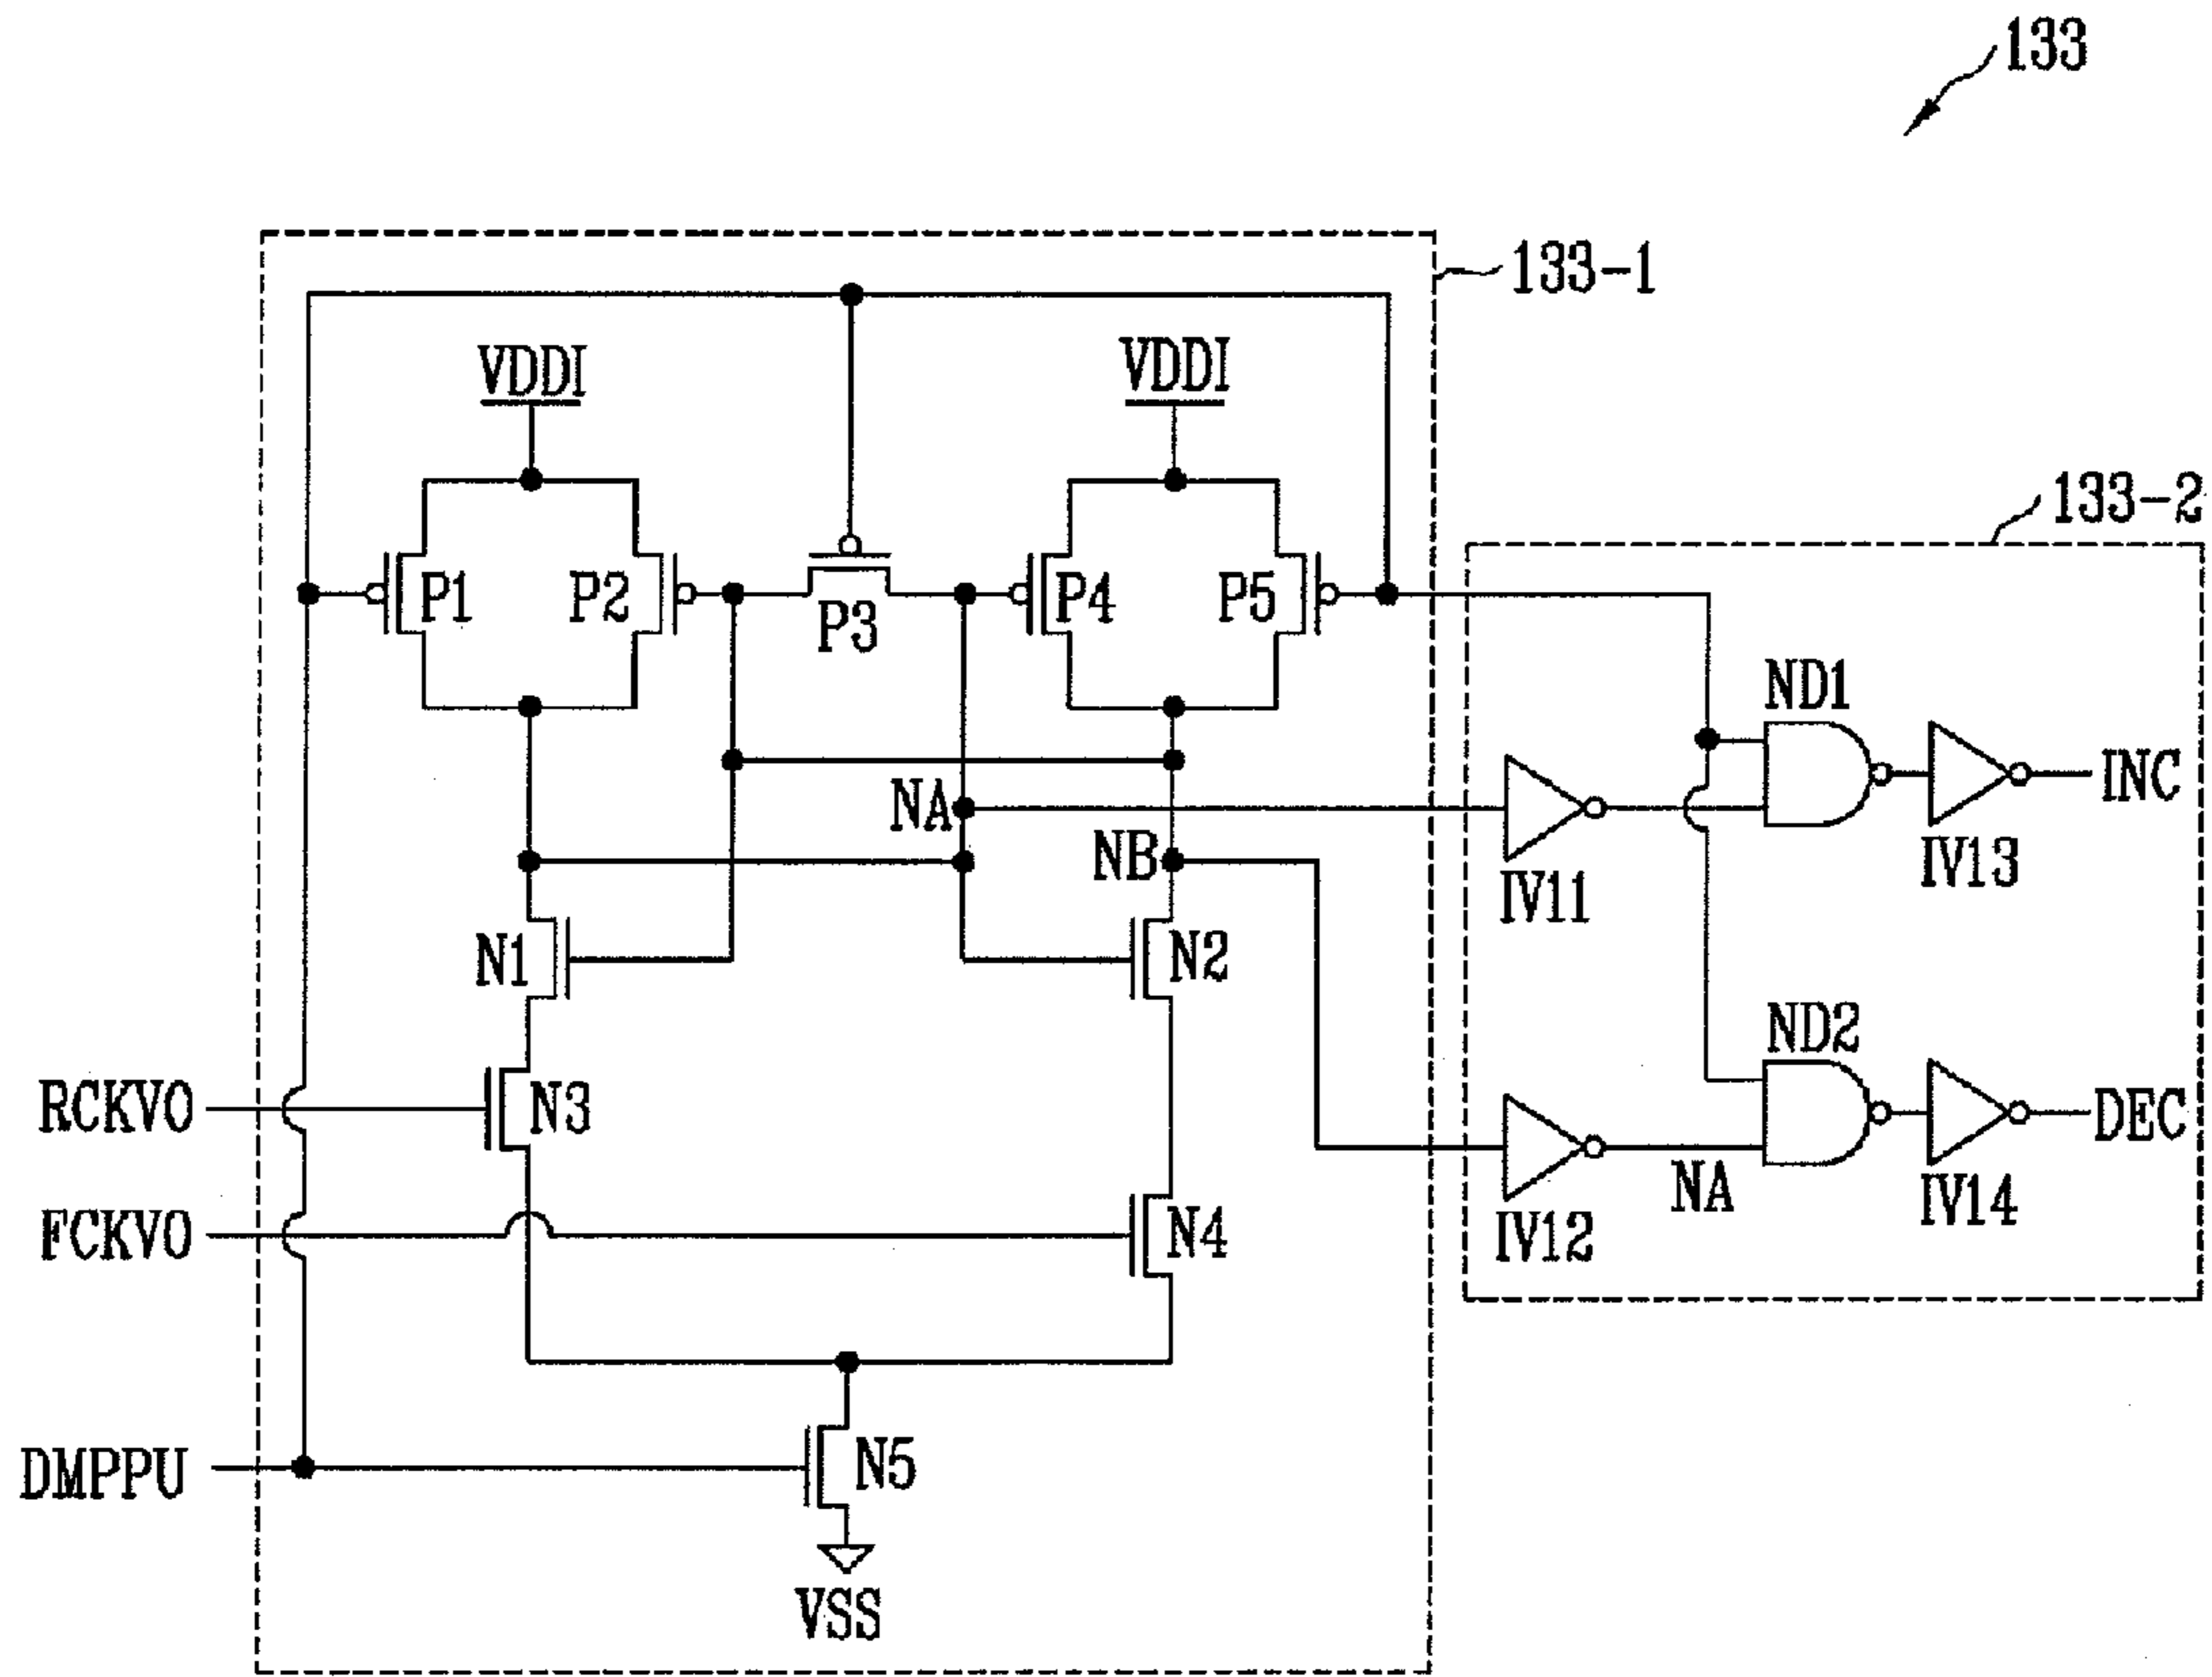 133
133-1
VDDI
VDDI
133-2
P1
P2
P3
P4
P5
ND1
INC
NA
NB
IV11
IV13
N1
N2
ND2
RCKVO
N3
DEC
FCKVO
N4
NA
IV12
IV14
DMPPU
N5
VSS